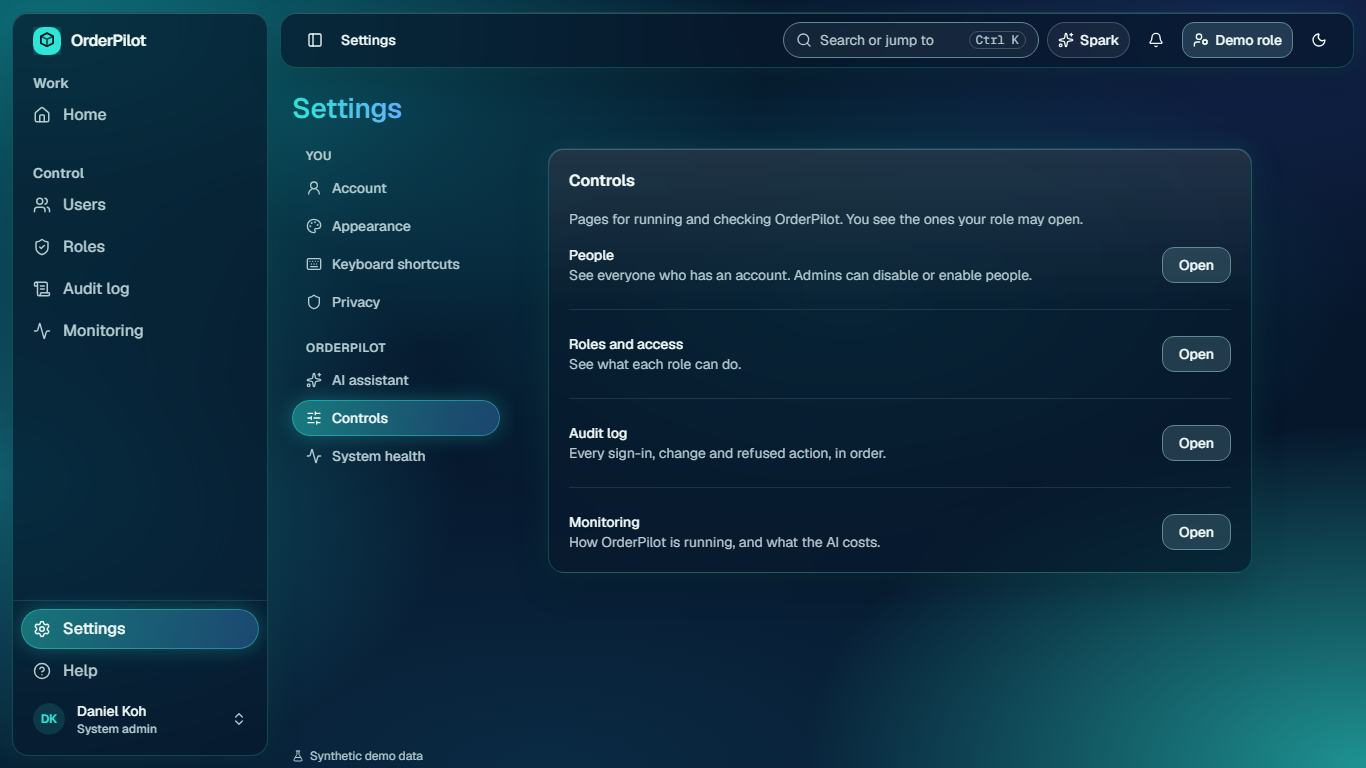 OrderPilot
Work
Home
Control
Users
Roles
Audit log
Monitoring
Settings
Help
DK
Daniel Koh
System admin
Settings
Search or jump to
Ctrl K
Spark
Demo role
Settings
YOU
Account
Appearance
Keyboard shortcuts
Privacy
ORDERPILOT
AI assistant
Controls
System health
Controls
Pages for running and checking OrderPilot. You see the ones your role may open.
People
See everyone who has an account. Admins can disable or enable people.
Open
Roles and access
See what each role can do.
Open
Audit log
Every sign-in, change and refused action, in order.
Open
Monitoring
How OrderPilot is running, and what the AI costs.
Open
Synthetic demo data